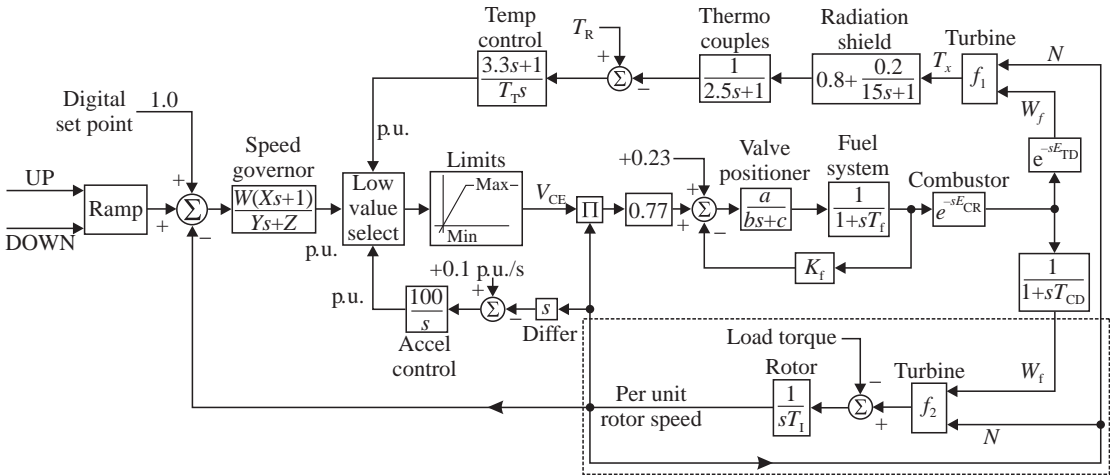 Temp
control
T_R
Thermo
couples
Radiation
shield
Turbine
3.3s+1
T_T s
+
Σ
−
1
2.5s+1
0.8+ 0.2
15s+1
T_x
f_1
N
W_f
Digital
set point
1.0
p.u.
e^{-sE_TD}
Speed
governor
Limits
+0.23
Valve
positioner
Fuel
system
Combustor
UP
DOWN
Ramp
+
+
Σ
−
W(Xs+1)
Ys+Z
Low
value
select
Max
Min
V_CE
Π
0.77
+
+
Σ
−
a
bs+c
1
1+sT_f
e^{-sE_CR}
p.u.
K_f
1
1+sT_CD
+0.1 p.u./s
p.u.
100
s
+
Σ
−
s
Accel
control
Differ
Load torque
Rotor
Turbine
W_f
Per unit
rotor speed
1
sT_I
−
Σ
+
f_2
N